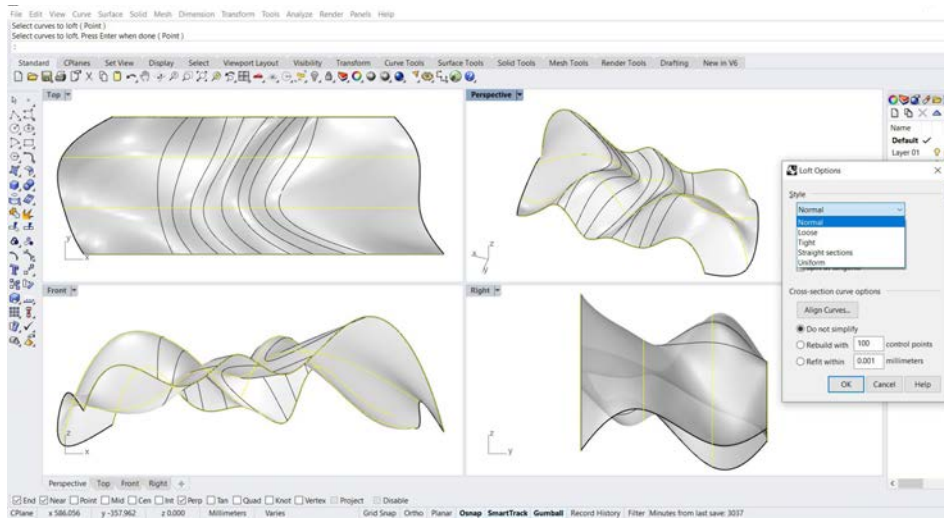 File Edit View Curve Surface Solid Mesh Dimension Transform Tools Analyze Render Panels Help
Select curves to loft ( Point )
Select curves to loft. Press Enter when done ( Point )
:
Standard CPlanes Set View Display Select Viewport Layout Visibility Transform Curve Tools Surface Tools Solid Tools Mesh Tools Render Tools Drafting New in V6
Top
Perspective
Name
Default
Layer 01
Loft Options
Style
Normal
Normal
Loose
Tight
Straight sections
Uniform
Cross-section curve options
Align Curves...
Do not simplify
Rebuild with 100 control points
Refit within 0.001 millimeters
OK Cancel Help
y
x
z
x
y
Front
Right
z
x
z
y
Perspective Top Front Right
End Near Point Mid Cen Int Perp Tan Quad Knot Vertex Project Disable
CPlane x 586.056 y -357.962 z 0.000 Millimeters Varies Grid Snap Ortho Planar Osnap SmartTrack Gumball Record History Filter Minutes from last save: 3037